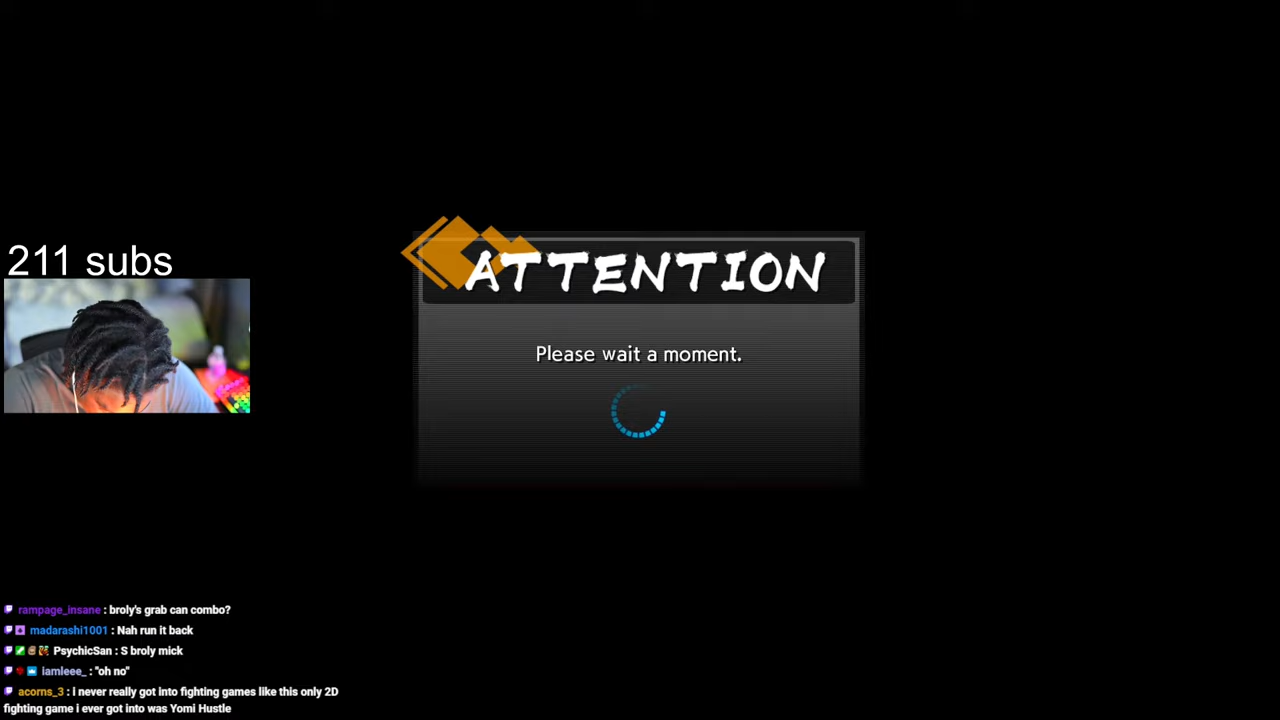 211 subs
ATTENTION
Please wait a moment.
rampage_insane : broly's grab can combo?
madarashi1001 : Nah run it back
PsychicSan : S broly mick
iamleee_ : "oh no"
acorns_3 : i never really got into fighting games like this only 2D
fighting game i ever got into was Yomi Hustle